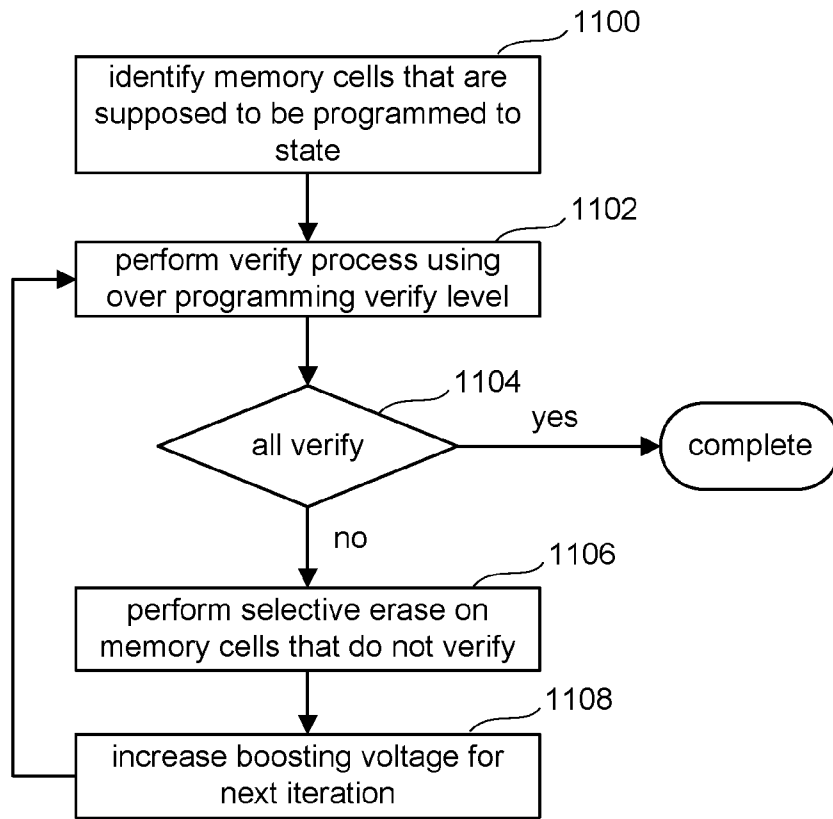 1100
identify memory cells that are
supposed to be programmed to
state
1102
perform verify process using
over programming verify level
1104
all verify
yes
complete
no
1106
perform selective erase on
memory cells that do not verify
1108
increase boosting voltage for
next iteration